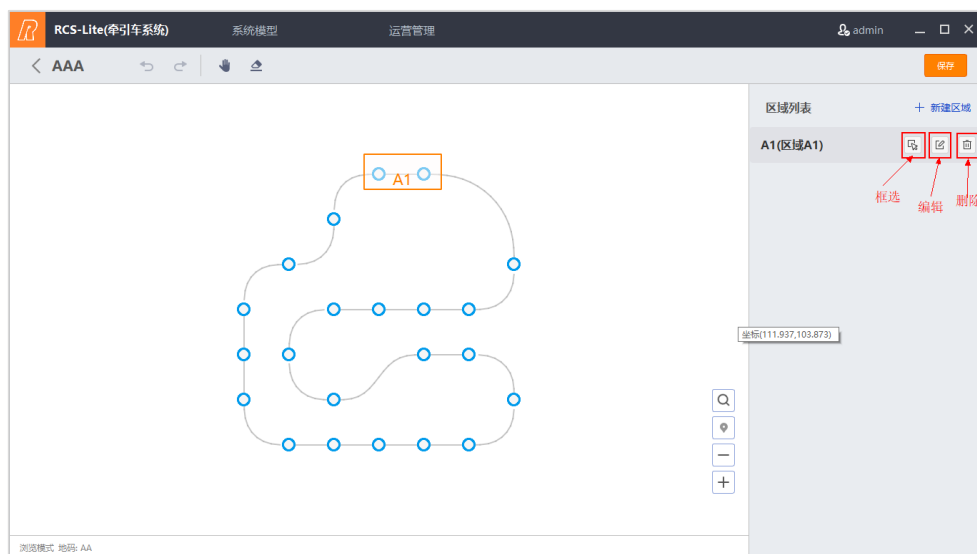 RCS-Lite(牵引车系统) 系统模型 运营管理 admin
AAA 保存
区域列表 + 新建区域
A1(区域A1)
框选 编辑 删除
A1
坐标(111.937,103.873)
浏览模式 地码: AA